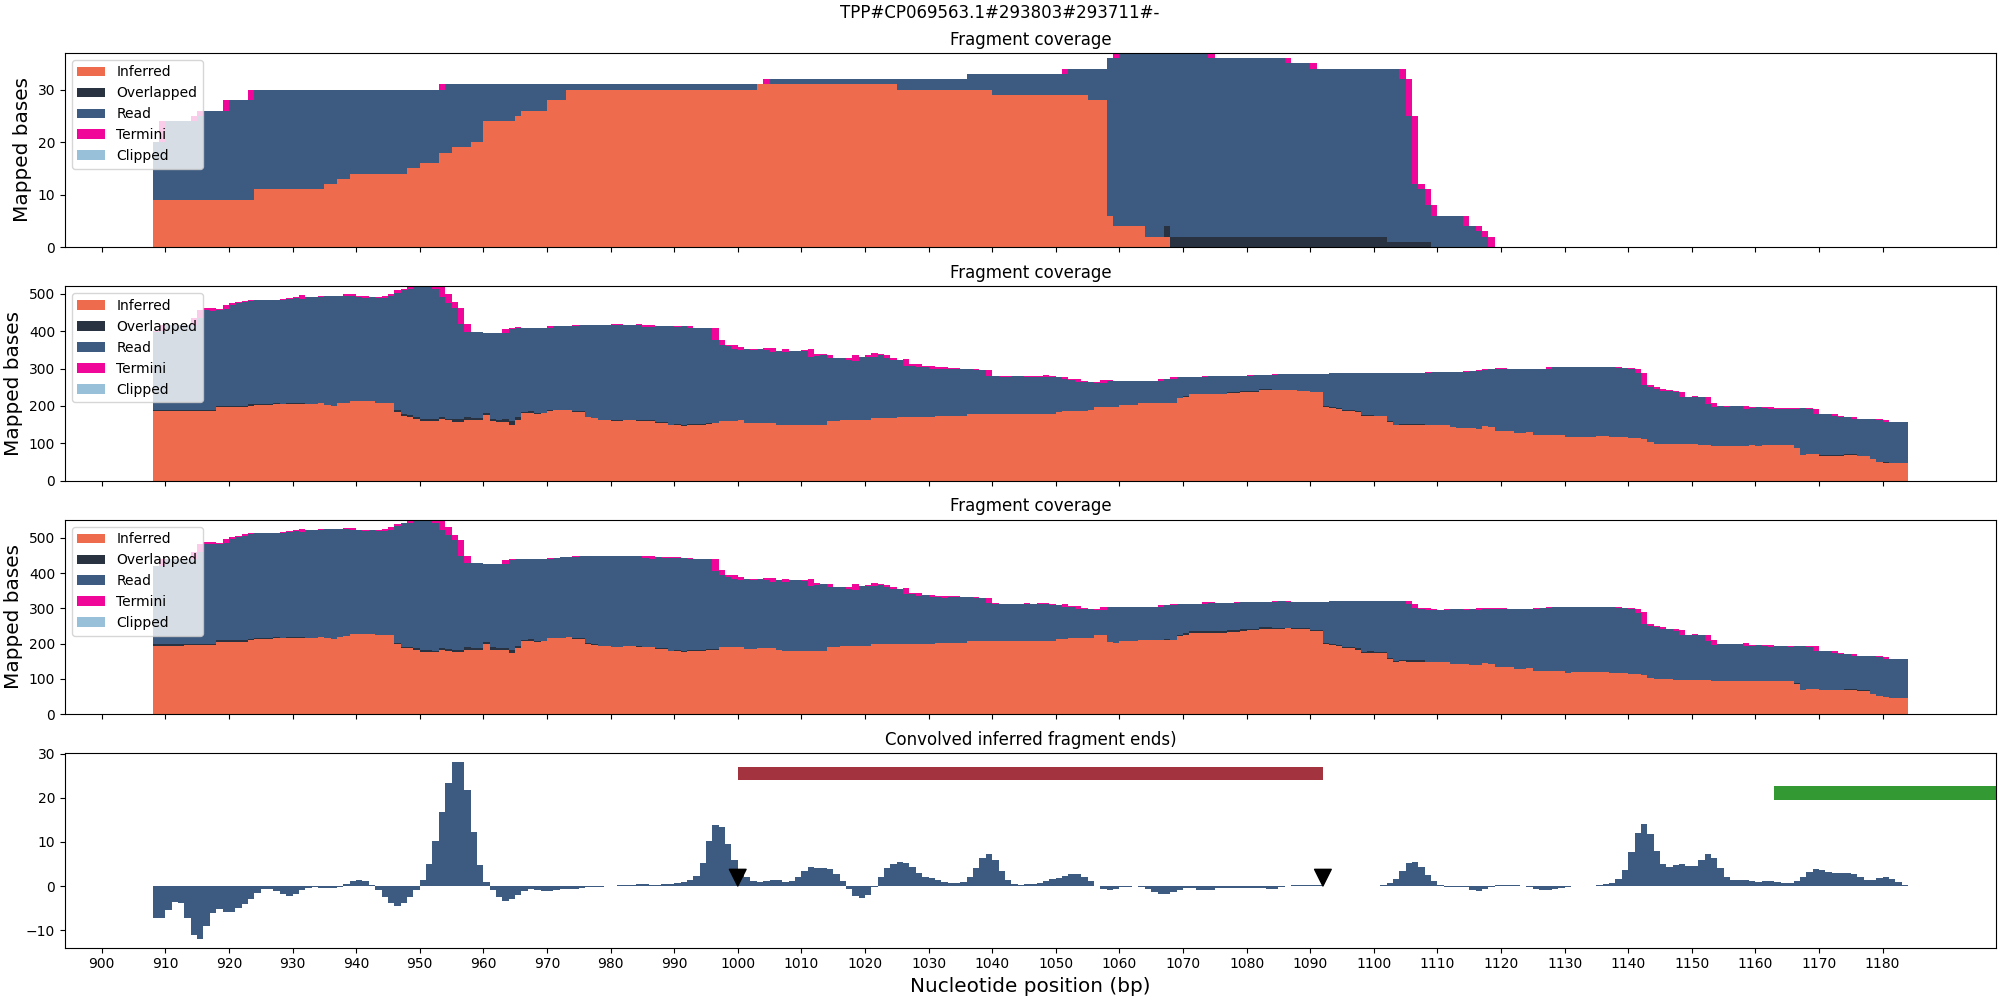 TPP#CP069563.1#293803#293711#-
Fragment coverage
Mapped bases
30
20
10
0
Inferred
Overlapped
Read
Termini
Clipped
Fragment coverage
Mapped bases
500
400
300
200
100
0
Inferred
Overlapped
Read
Termini
Clipped
Fragment coverage
Mapped bases
500
400
300
200
100
0
Inferred
Overlapped
Read
Termini
Clipped
Convolved inferred fragment ends)
30
20
10
0
−10
900 910 920 930 940 950 960 970 980 990 1000 1010 1020 1030 1040 1050 1060 1070 1080 1090 1100 1110 1120 1130 1140 1150 1160 1170 1180
Nucleotide position (bp)